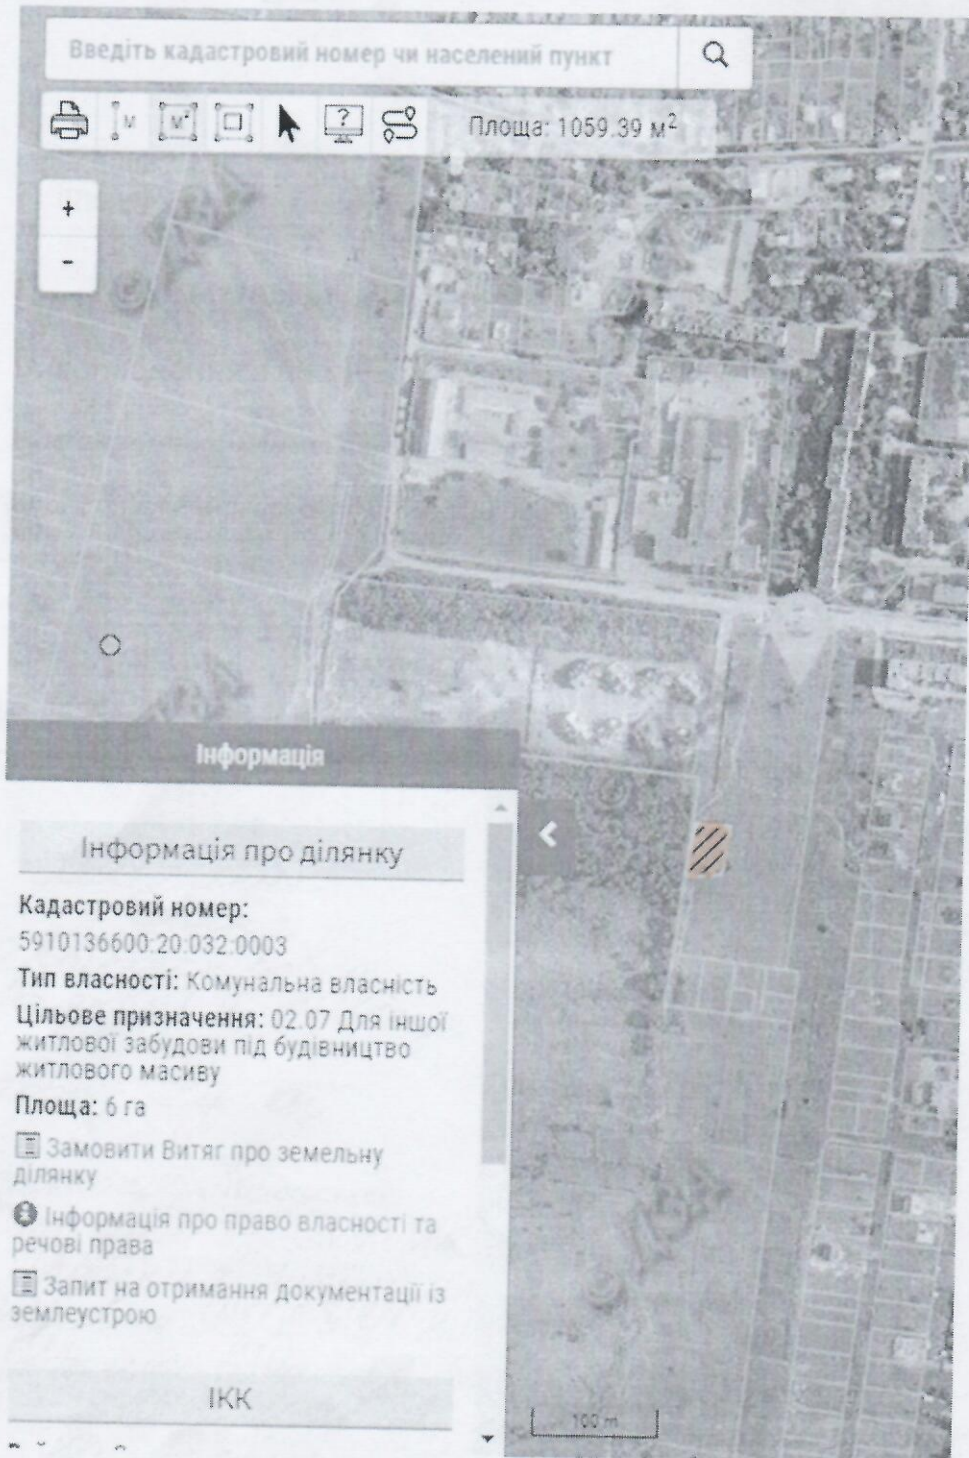 Введіть кадастровий номер чи населений пункт
М М² ? Площа: 1059.39 м²
+
-
Інформація
Інформація про ділянку
Кадастровий номер:
5910136600:20:032:0003
Тип власності: Комунальна власність
Цільове призначення: 02.07 Для іншої
житлової забудови під будівництво
житлового масиву
Площа: 6 га
Замовити Витяг про земельну
ділянку
Інформація про право власності та
речові права
Запит на отримання документації із
землеустрою
ІКК
100 m